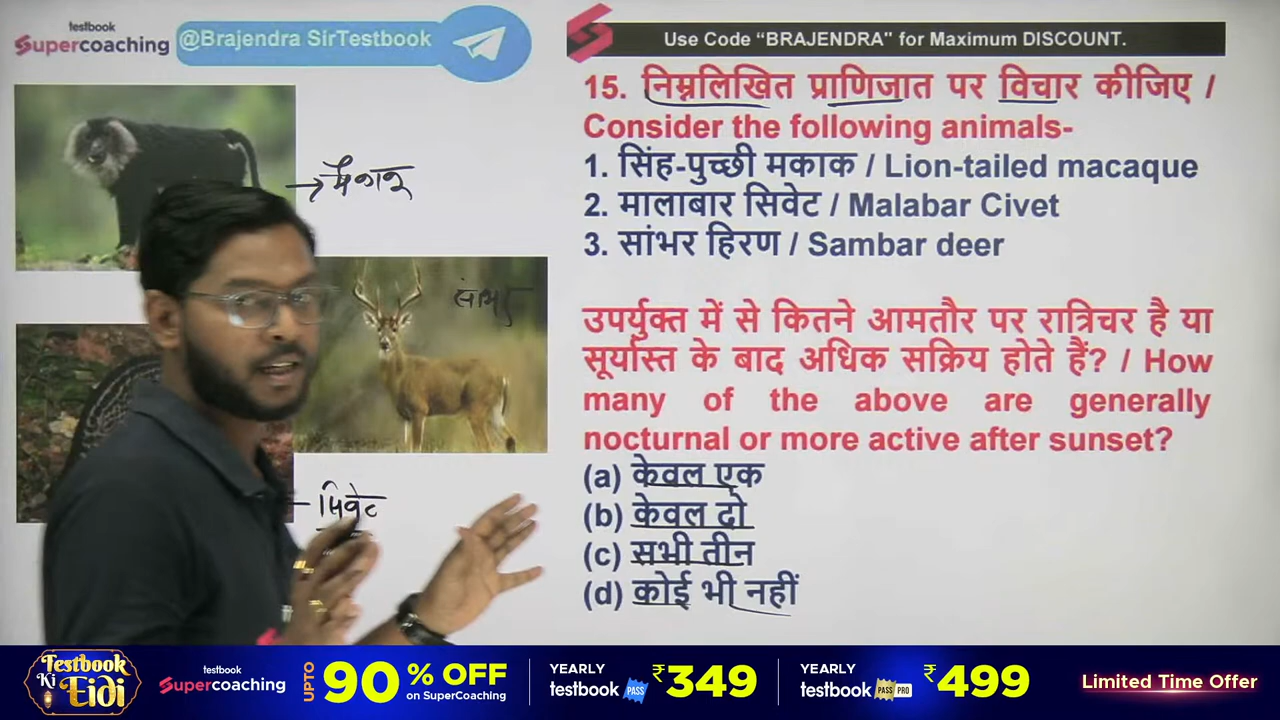 testbook
Supercoaching
@Brajendra SirTestbook
Use Code “BRAJENDRA" for Maximum DISCOUNT.
15. निम्नलिखित प्राणिजात पर विचार कीजिए /
Consider the following animals-
1. सिंह-पुच्छी मकाक / Lion-tailed macaque
2. मालाबार सिवेट / Malabar Civet
3. सांभर हिरण / Sambar deer
उपर्युक्त में से कितने आमतौर पर रात्रिचर है या
सूर्यास्त के बाद अधिक सक्रिय होते हैं? / How
many of the above are generally
nocturnal or more active after sunset?
(a) केवल एक
(b) केवल दो
(c) सभी तीन
(d) कोई भी नहीं
सिवेट
Testbook
Ki Eidi
testbook
Supercoaching
UPTO 90 % OFF
on SuperCoaching
YEARLY
testbook PASS
₹349
YEARLY
testbook PASS PRO
₹499
Limited Time Offer